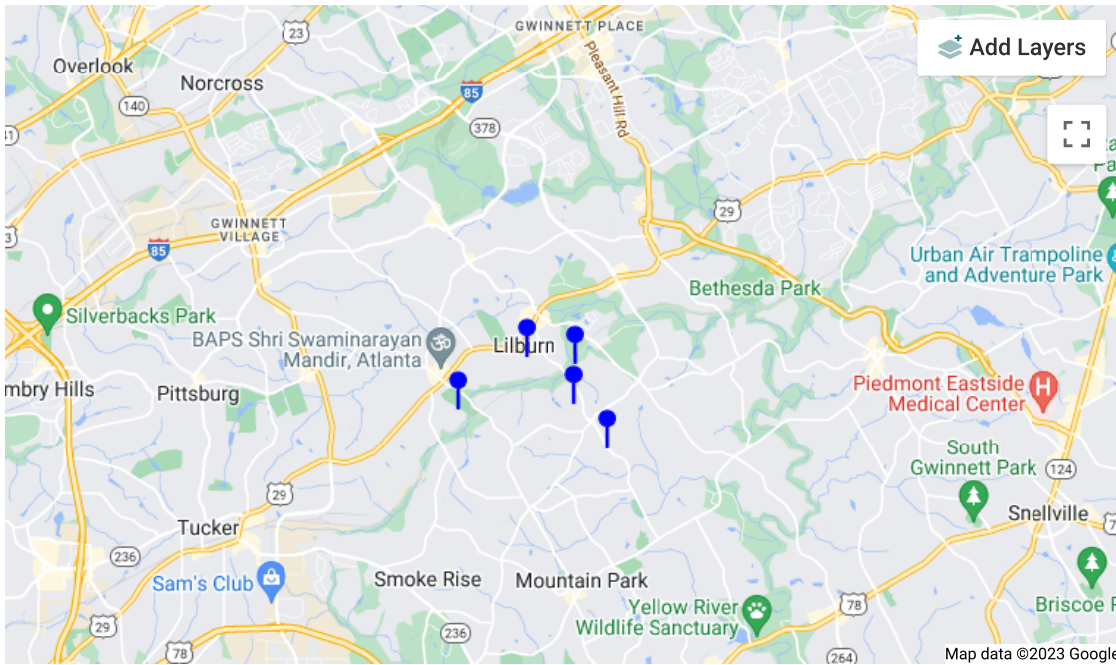 GWINNETT PLACE
23
Add Layers
Overlook
Norcross
Pleasant Hill Rd
85
140
378
29
GWINNETT
VILLAGE
85
Urban Air Trampoline
and Adventure Park
Bethesda Park
Silverbacks Park
BAPS Shri Swaminarayan
Mandir, Atlanta
Lilburn
mbry Hills
Pittsburg
Piedmont Eastside
Medical Center
South
Gwinnett Park
124
29
Snellville
Tucker
236
Sam's Club
Smoke Rise
Mountain Park
Yellow River
Wildlife Sanctuary
78
Briscoe P
29
236
78
264
Map data ©2023 Google